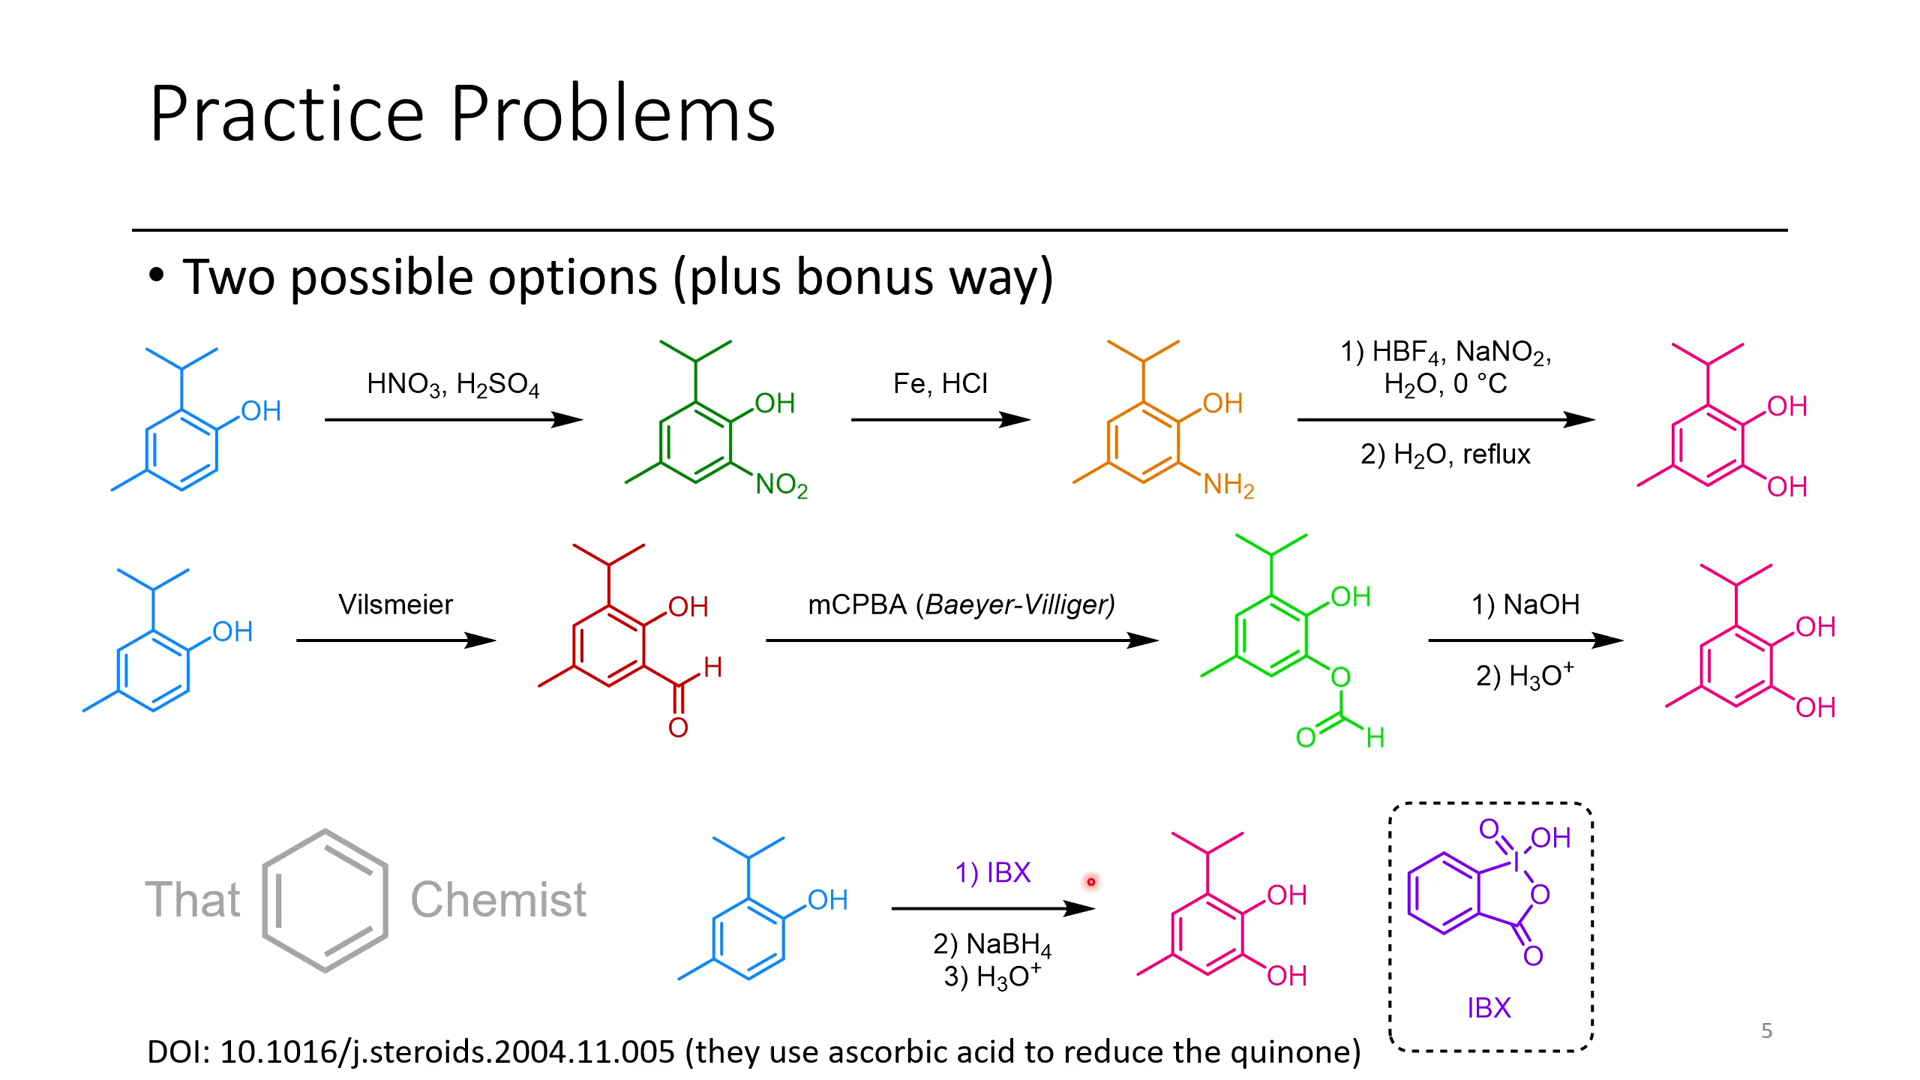 Practice Problems
• Two possible options (plus bonus way)
OH
HNO3, H2SO4
OH
NO2
Fe, HCl
OH
NH2
1) HBF4, NaNO2,
H2O, 0 °C
2) H2O, reflux
OH
OH
OH
Vilsmeier
OH
H
O
mCPBA (Baeyer-Villiger)
OH
O
O
H
1) NaOH
2) H3O+
OH
OH
That Chemist
OH
1) IBX
2) NaBH4
3) H3O+
OH
OH
O
OH
I
O
O
IBX
DOI: 10.1016/j.steroids.2004.11.005 (they use ascorbic acid to reduce the quinone)
5